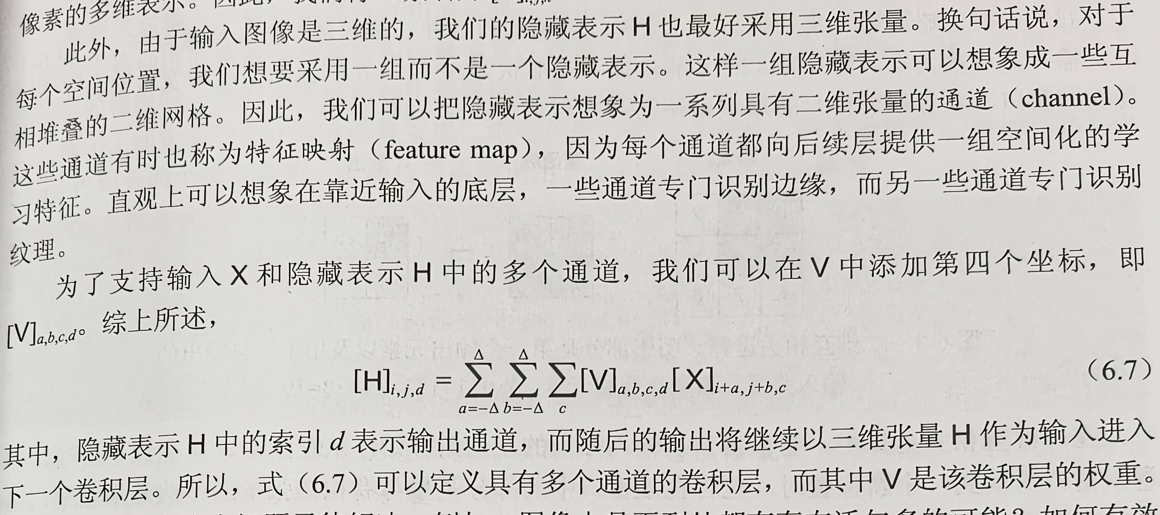 像素的多维表示。因此，我们
此外，由于输入图像是三维的，我们的隐藏表示 H 也最好采用三维张量。换句话说，对于
每个空间位置，我们想要采用一组而不是一个隐藏表示。这样一组隐藏表示可以想象成一些互
相堆叠的二维网格。因此，我们可以把隐藏表示想象为一系列具有二维张量的通道（channel）。
这些通道有时也称为特征映射（feature map），因为每个通道都向后续层提供一组空间化的学
习特征。直观上可以想象在靠近输入的底层，一些通道专门识别边缘，而另一些通道专门识别
纹理。
为了支持输入 X 和隐藏表示 H 中的多个通道，我们可以在 V 中添加第四个坐标，即
[V]a,b,c,d。综上所述，
[H]i,j,d = ∑a=−Δ^Δ ∑b=−Δ^Δ ∑c [V]a,b,c,d [X]i+a,j+b,c (6.7)
其中，隐藏表示 H 中的索引 d 表示输出通道，而随后的输出将继续以三维张量 H 作为输入进入
下一个卷积层。所以，式（6.7）可以定义具有多个通道的卷积层，而其中 V 是该卷积层的权重。